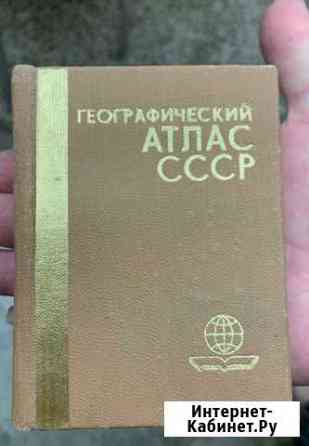 ГЕОГРАФИЧЕСКИЙ
АТЛАС
СССР
Интернет-
Кабинет.Ру